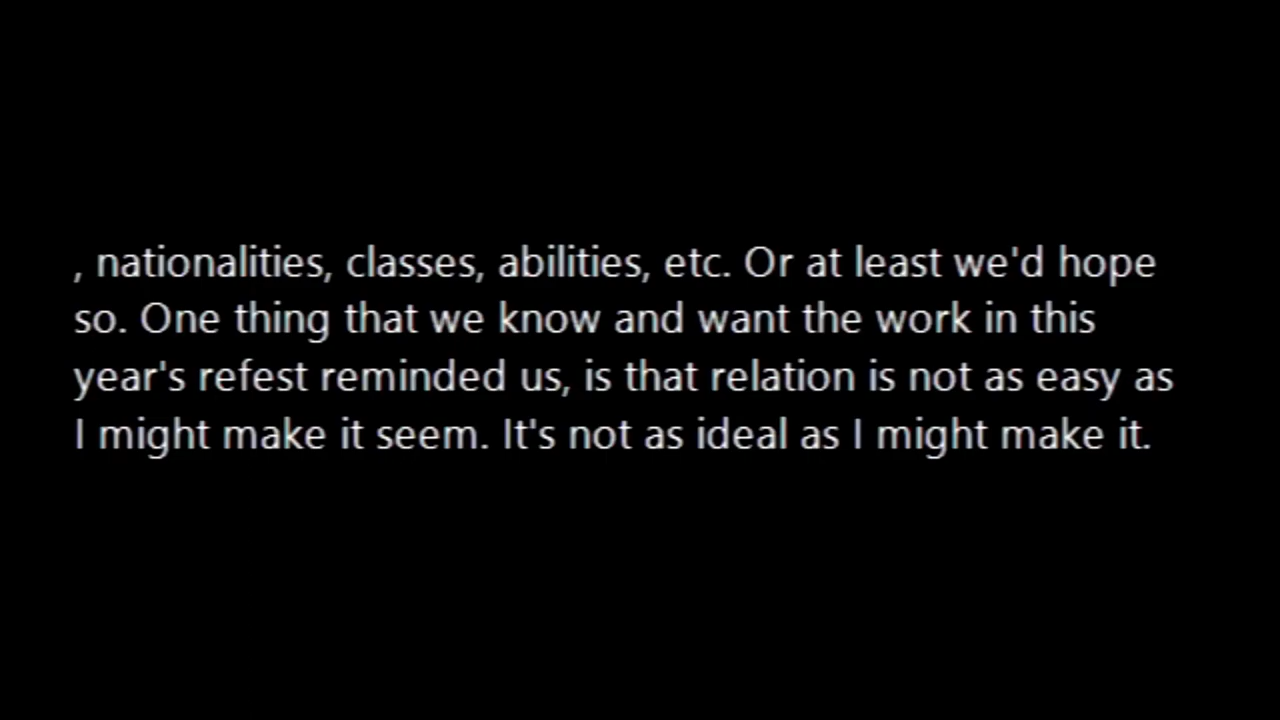 , nationalities, classes, abilities, etc. Or at least we'd hope
so. One thing that we know and want the work in this
year's refest reminded us, is that relation is not as easy as
I might make it seem. It's not as ideal as I might make it.